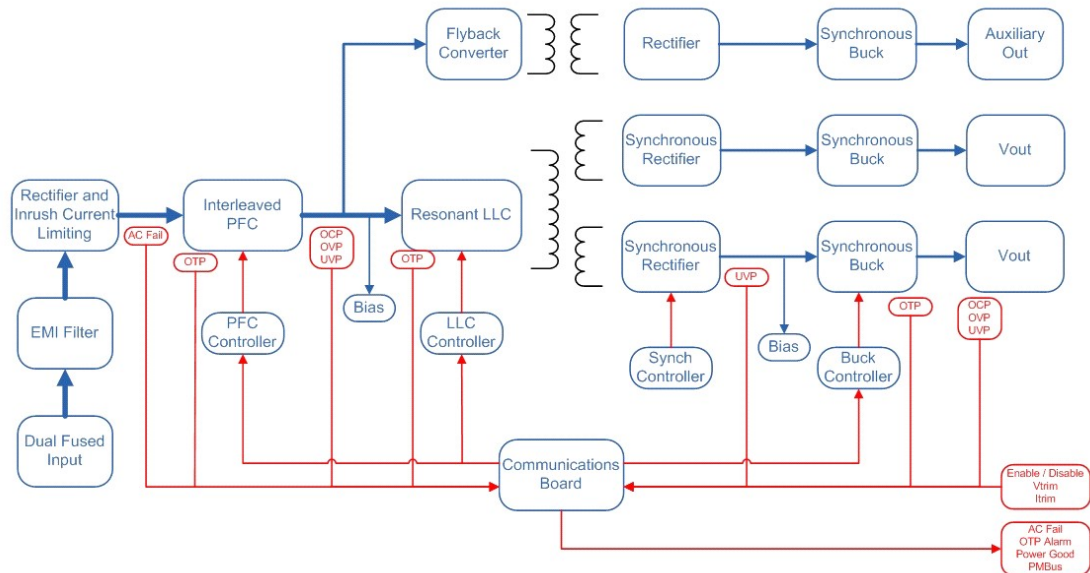 Flyback
Converter
Rectifier
Synchronous
Buck
Auxiliary
Out
Synchronous
Rectifier
Synchronous
Buck
Vout
Rectifier and
Inrush Current
Limiting
Interleaved
PFC
Resonant LLC
Synchronous
Rectifier
Synchronous
Buck
Vout
AC Fail
OTP
OCP
OVP
UVP
OTP
UVP
OTP
OCP
OVP
UVP
Bias
EMI Filter
PFC
Controller
LLC
Controller
Bias
Synch
Controller
Buck
Controller
Dual Fused
Input
Communications
Board
Enable / Disable
Vtrim
Itrim
AC Fail
OTP Alarm
Power Good
PMBus